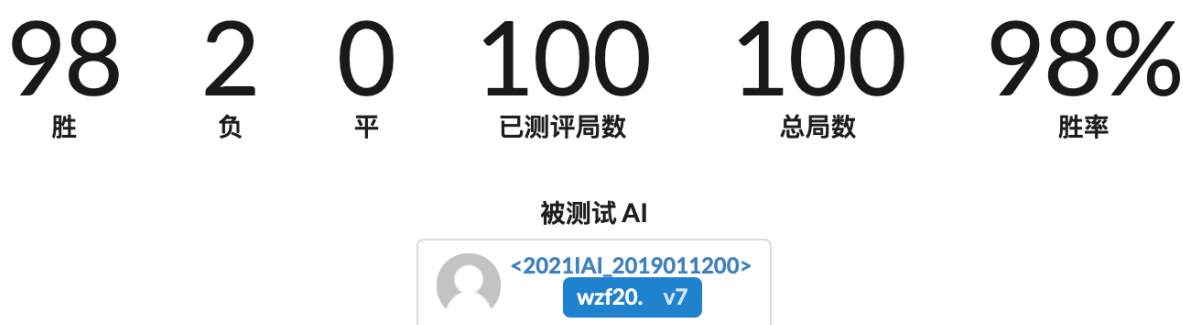 98 2 0 100 100 98%
胜 负 平 已测评局数 总局数 胜率
被测试 AI
<2021IAI_2019011200>
wzf20. v7